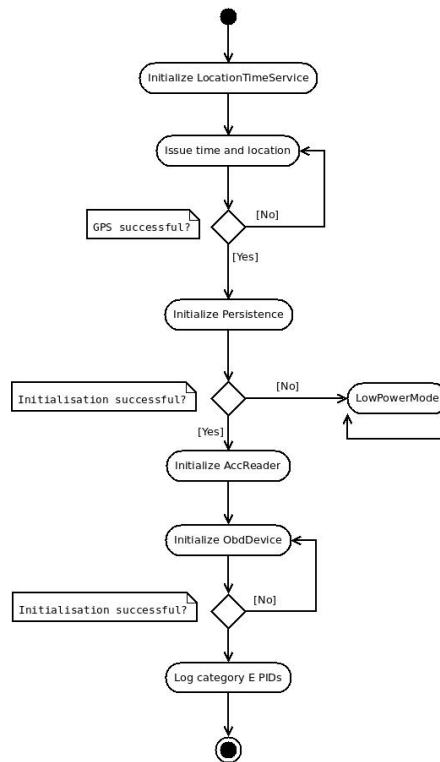 Initialize LocationTimeService
Issue time and location
[No]
GPS successful?
[Yes]
Initialize Persistence
Initialisation successful?
[No]
LowPowerMode
[Yes]
Initialize AccReader
Initialize ObdDevice
[No]
Initialisation successful?
Log category E PIDs